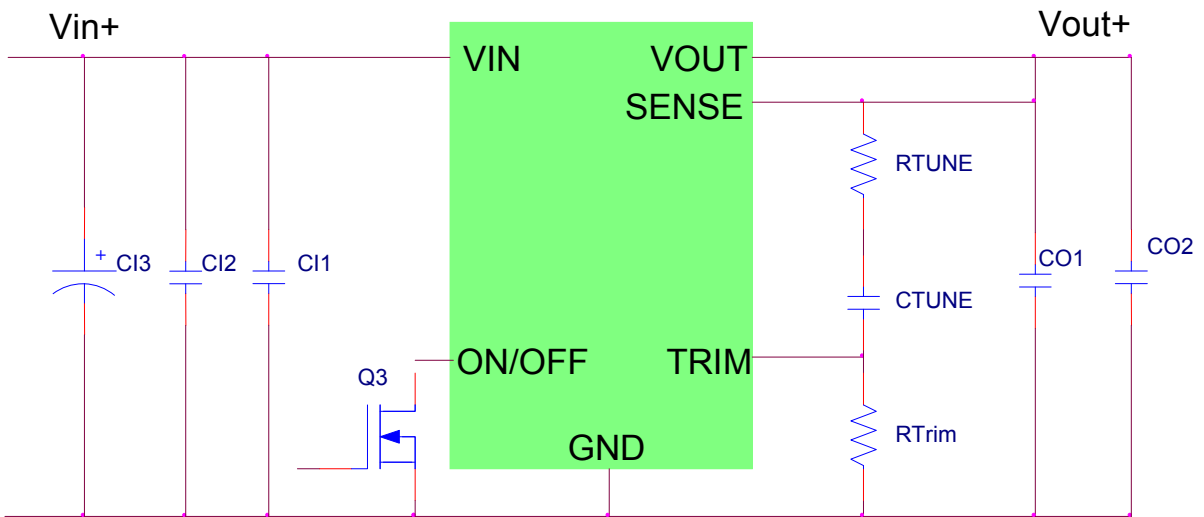 Vin+
Vout+
VIN
VOUT
SENSE
RTUNE
+
CI3
CI2
CI1
CO1
CO2
CTUNE
ON/OFF
TRIM
Q3
RTrim
GND